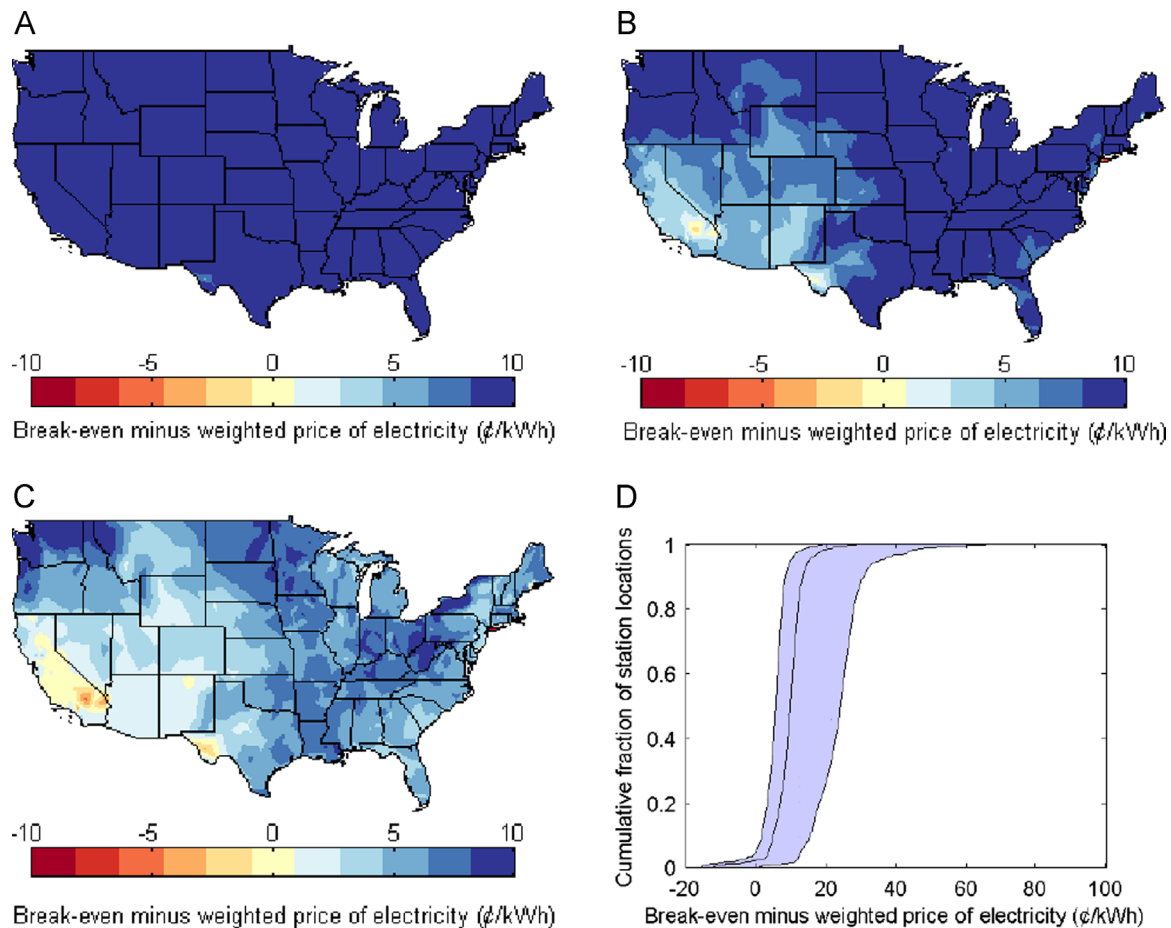 A
-10 -5 0 5 10
Break-even minus weighted price of electricity (¢/kWh)
B
-10 -5 0 5 10
Break-even minus weighted price of electricity (¢/kWh)
C
-10 -5 0 5 10
Break-even minus weighted price of electricity (¢/kWh)
D
Cumulative fraction of station locations
1
0.8
0.6
0.4
0.2
0
-20 0 20 40 60 80 100
Break-even minus weighted price of electricity (¢/kWh)